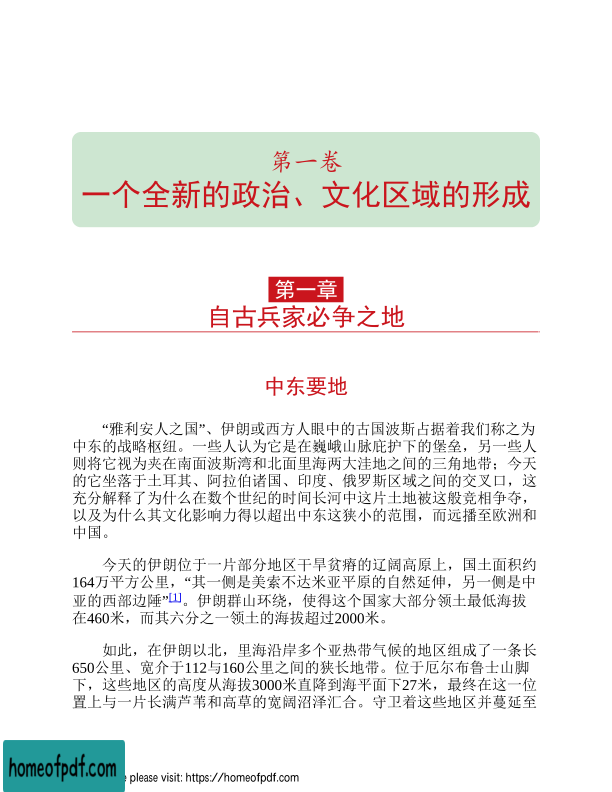 第一卷
一个全新的政治、文化区域的形成
第一章
自古兵家必争之地
中东要地
“雅利安人之国”、伊朗或西方人眼中的古国波斯占据着我们称之为
中东的战略枢纽。一些人认为它是在巍峨山脉庇护下的堡垒，另一些人
则将它视为夹在南面波斯湾和北面里海两大洼地之间的三角地带；今天
的它坐落于土耳其、阿拉伯诸国、印度、俄罗斯区域之间的交叉口，这
充分解释了为什么在数个世纪的时间长河中这片土地被这般竞相争夺，
以及为什么其文化影响力得以超出中东这狭小的范围，而远播至欧洲和
中国。
今天的伊朗位于一片部分地区干旱贫瘠的辽阔高原上，国土面积约
164万平方公里，“其一侧是美索不达米亚平原的自然延伸，另一侧是中
亚的西部边陲”[1]。伊朗群山环绕，使得这个国家大部分领土最低海拔
在460米，而其六分之一领土的海拔超过2000米。
如此，在伊朗以北，里海沿岸多个亚热带气候的地区组成了一条长
650公里、宽介于112与160公里之间的狭长地带。位于厄尔布鲁士山脚
下，这些地区的高度从海拔3000米直降到海平面下27米，最终在这一位
置上与一片长满芦苇和高草的宽阔沼泽汇合。守卫着这些地区并蔓延至
homeofpdf.com
e please visit: https://homeofpdf.com